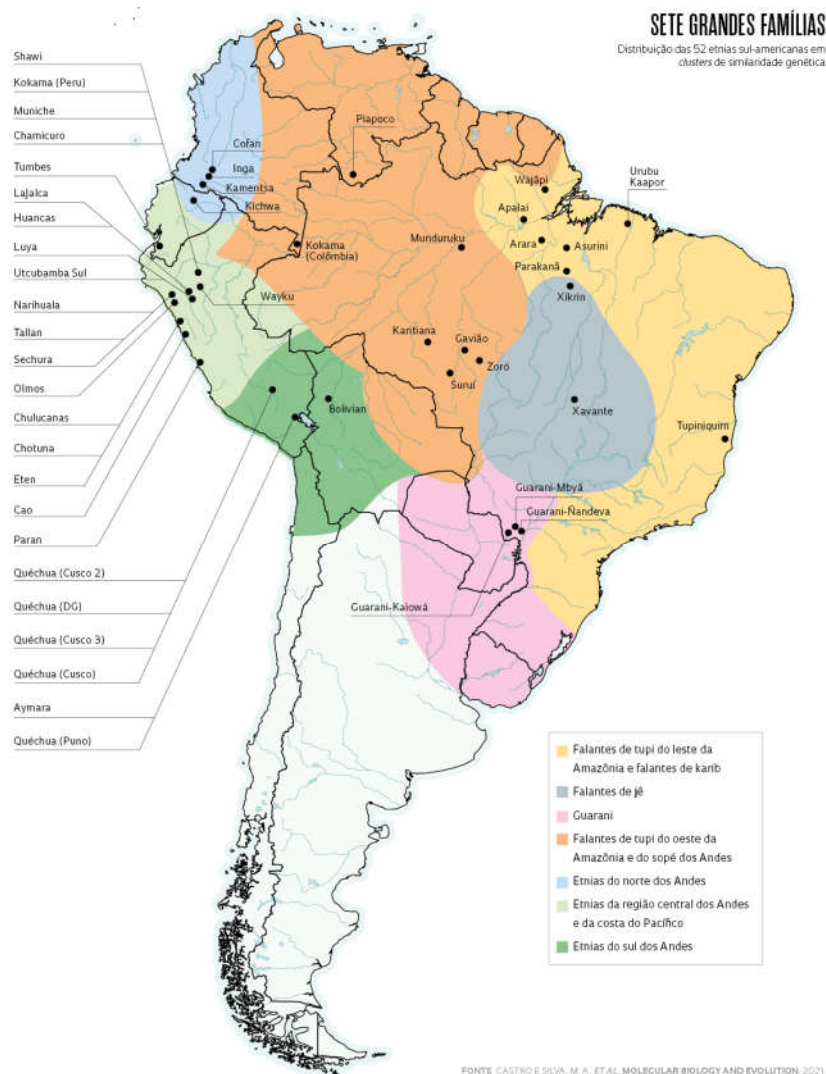 SETE GRANDES FAMÍLIAS
Distribuição das 52 etnias sul-americanas em
clusters de similaridade genética
Shawi
Kokama (Peru)
Muniche
Chamicuro
Tumbes
LaJalca
Huancas
Luya
Utcubamba Sul
Narihuala
Tallan
Sechura
Olmos
Chulucanas
Chotuna
Eten
Cao
Paran
Quéchua (Cusco 2)
Quéchua (DG)
Quéchua (Cusco 3)
Quéchua (Cusco)
Aymara
Quéchua (Puno)
Cofan
Inga
Kamentsa
Kichwa
Piapoco
Kokama
(Colômbia)
Wayku
Munduruku
Karitiana
Gavião
Zoró
Suruí
Bolivian
Wajãpi
Apalai
Arara
Asurini
Parakanã
Xikrin
Urubu
Kaapor
Xavante
Tupiniquim
Guarani-Mbyá
Guarani-Ñandeva
Guarani-Kaiowá
Falantes de tupi do leste da
Amazônia e falantes de karib
Falantes de jê
Guarani
Falantes de tupi do oeste da
Amazônia e do sopé dos Andes
Etnias do norte dos Andes
Etnias da região central dos Andes
e da costa do Pacífico
Etnias do sul dos Andes
FONTE CASTRO E SILVA, M. A. ET AL. MOLECULAR BIOLOGY AND EVOLUTION. 2021